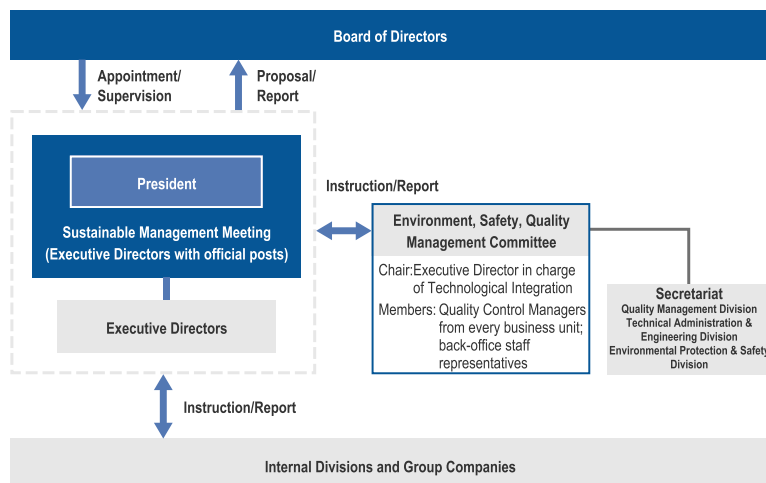 Board of Directors
Appointment/
Supervision
Proposal/
Report
President
Sustainable Management Meeting
(Executive Directors with official posts)
Executive Directors
Instruction/Report
Environment, Safety, Quality
Management Committee
Chair:Executive Director in charge
of Technological Integration
Members: Quality Control Managers
from every business unit;
back-office staff
representatives
Secretariat
Quality Management Division
Technical Administration &
Engineering Division
Environmental Protection & Safety
Division
Instruction/Report
Internal Divisions and Group Companies